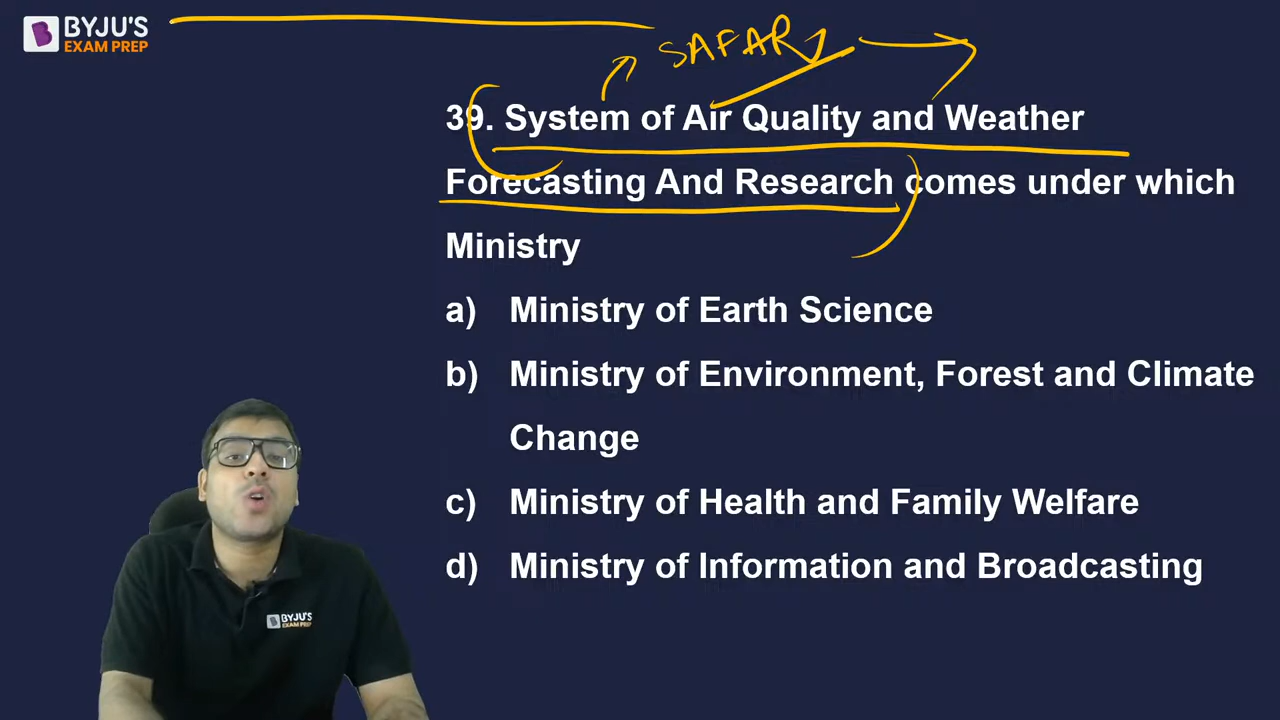 BYJU'S
EXAM PREP
SAFAR
39. System of Air Quality and Weather
Forecasting And Research comes under which
Ministry
a) Ministry of Earth Science
b) Ministry of Environment, Forest and Climate
Change
c) Ministry of Health and Family Welfare
d) Ministry of Information and Broadcasting
BYJU'S
EXAM PREP